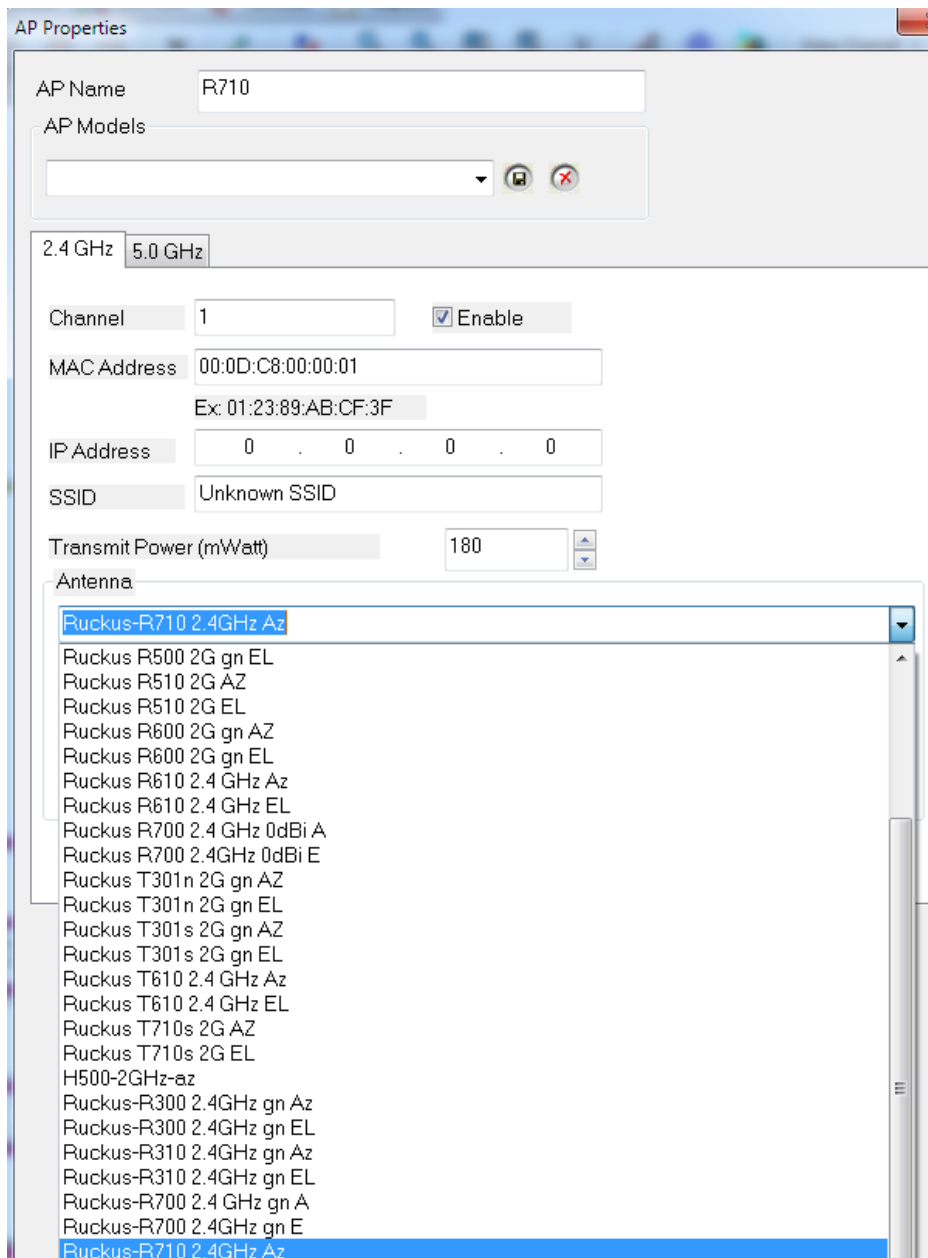 AP Properties
AP Name R710
AP Models
2.4 GHz 5.0 GHz
Channel 1 Enable
MAC Address 00:0D:C8:00:00:01
Ex: 01:23:89:AB:CF:3F
IP Address 0 . 0 . 0 . 0
SSID Unknown SSID
Transmit Power (mWatt) 180
Antenna
Ruckus-R710 2.4GHz Az
Ruckus R500 2G gn EL
Ruckus R510 2G AZ
Ruckus R510 2G EL
Ruckus R600 2G gn AZ
Ruckus R600 2G gn EL
Ruckus R610 2.4 GHz Az
Ruckus R610 2.4 GHz EL
Ruckus R700 2.4 GHz 0dBi A
Ruckus R700 2.4GHz 0dBi E
Ruckus T301n 2G gn AZ
Ruckus T301n 2G gn EL
Ruckus T301s 2G gn AZ
Ruckus T301s 2G gn EL
Ruckus T610 2.4 GHz Az
Ruckus T610 2.4 GHz EL
Ruckus T710s 2G AZ
Ruckus T710s 2G EL
H500-2GHz-az
Ruckus-R300 2.4GHz gn Az
Ruckus-R300 2.4GHz gn EL
Ruckus-R310 2.4GHz gn Az
Ruckus-R310 2.4GHz gn EL
Ruckus-R700 2.4 GHz gn A
Ruckus-R700 2.4GHz gn E
Ruckus-R710 2.4GHz Az